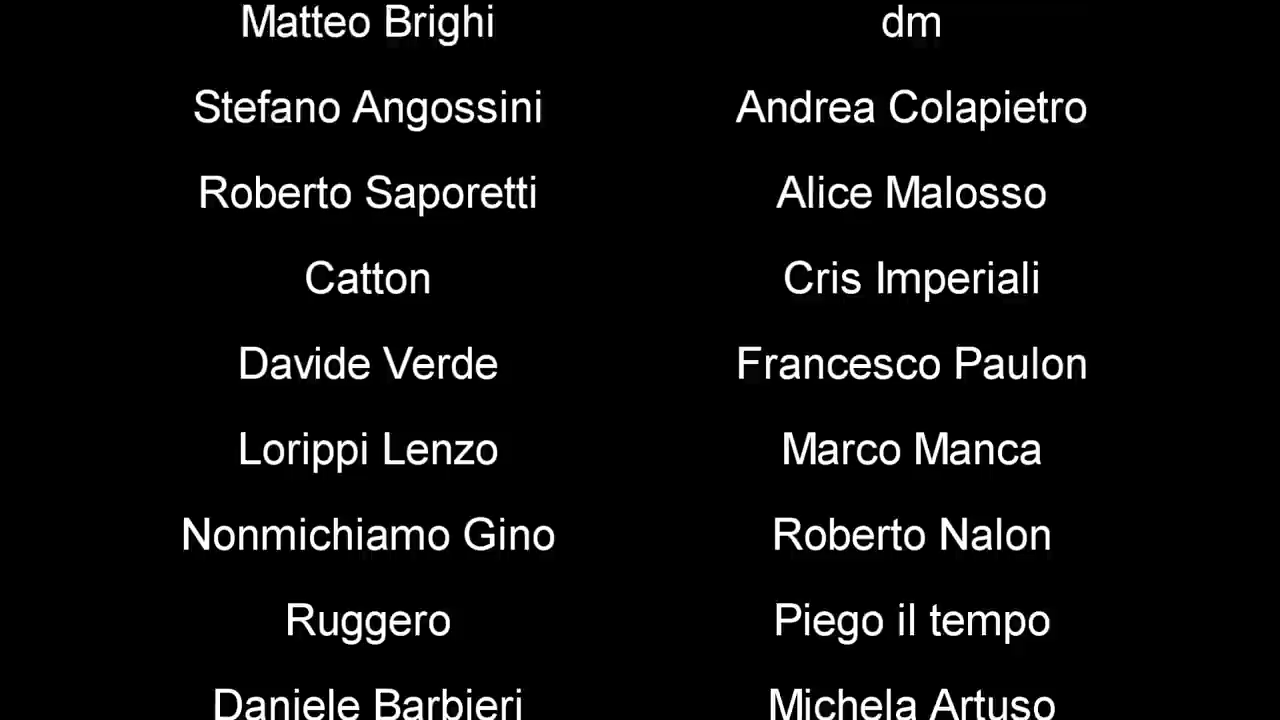 Matteo Brighi
dm
Stefano Angossini
Andrea Colapietro
Roberto Saporetti
Alice Malosso
Catton
Cris Imperiali
Davide Verde
Francesco Paulon
Lorippi Lenzo
Marco Manca
Nonmichiamo Gino
Roberto Nalon
Ruggero
Piego il tempo
Daniele Barbieri
Michela Artuso